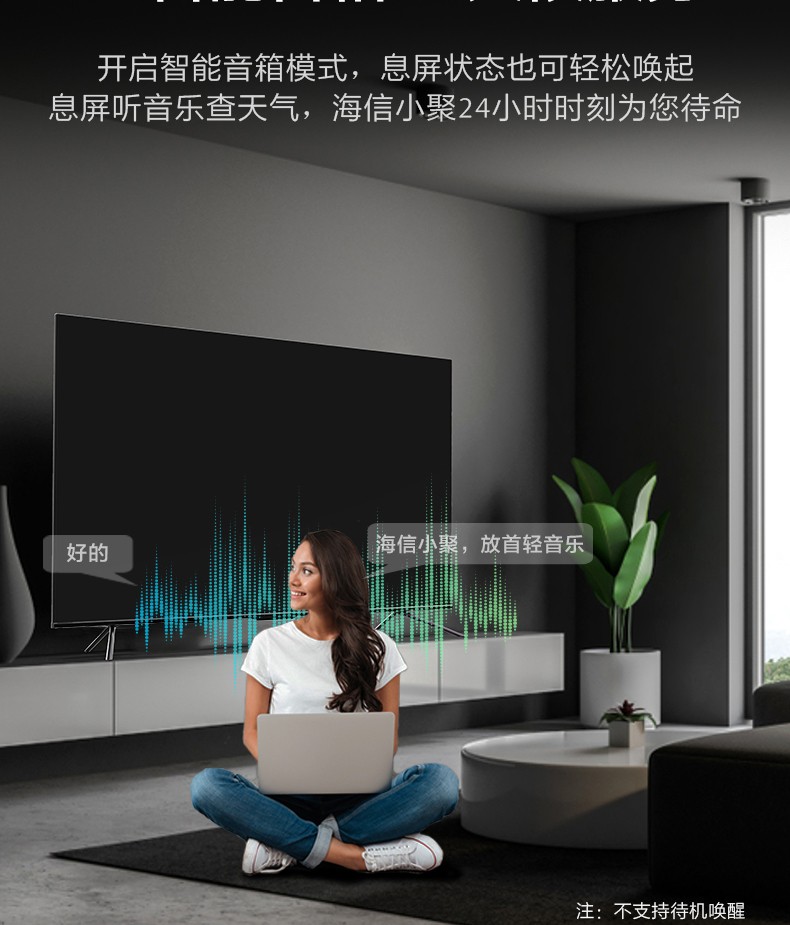 开启智能音箱模式，息屏状态也可轻松唤起
息屏听音乐查天气，海信小聚24小时时刻为您待命
海信小聚，放首轻音乐
好的
注：不支持待机唤醒